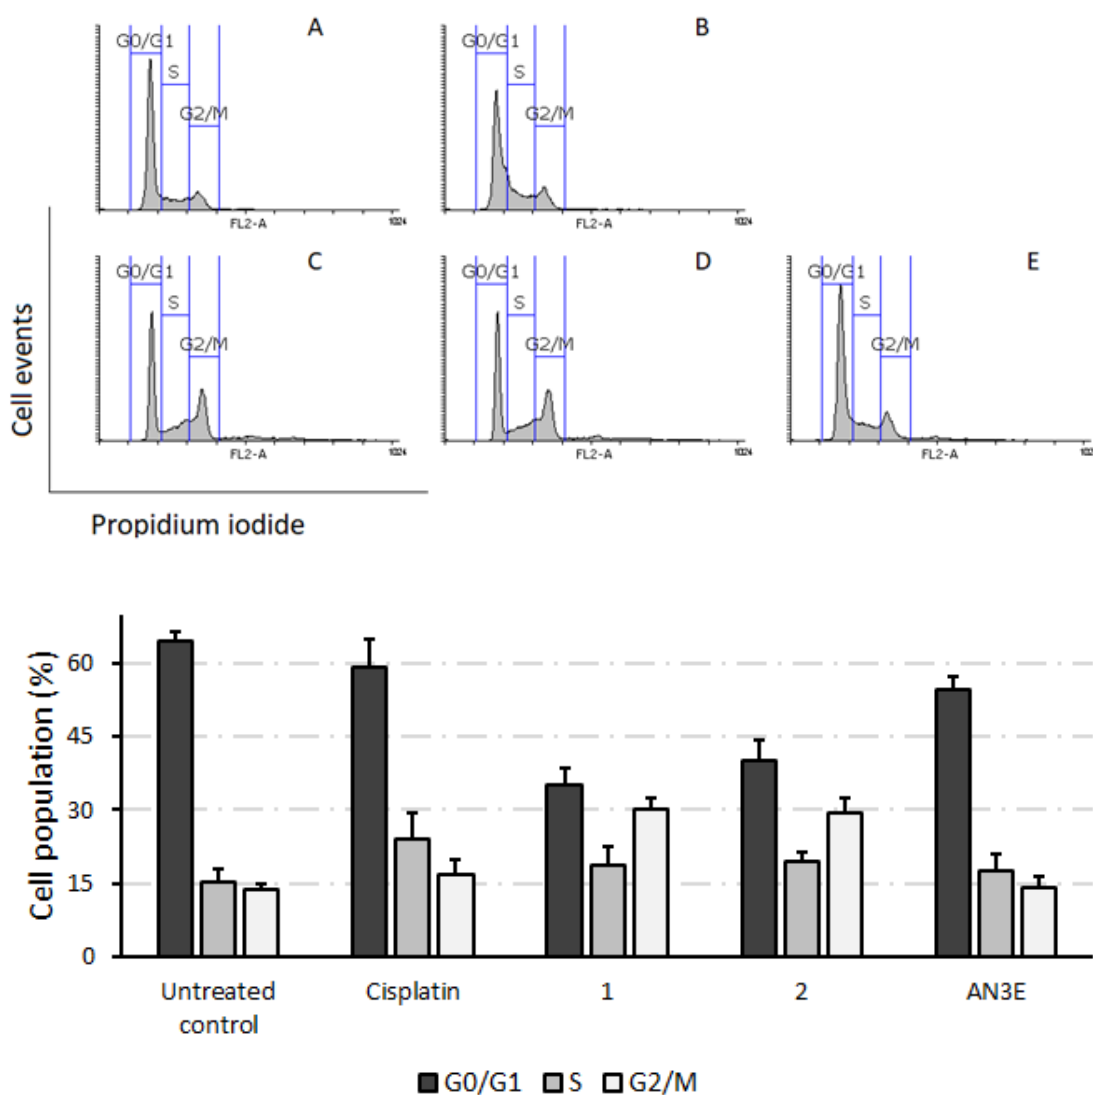 A
G0/G1
S
G2/M
FL2-A
1024
B
G0/G1
S
G2/M
FL2-A
1024
C
G0/G1
S
G2/M
FL2-A
1024
D
G0/G1
S
G2/M
FL2-A
1024
E
G0/G1
S
G2/M
FL2-A
Cell events
Propidium iodide
Cell population (%)
60
45
30
15
0
Untreated
control
Cisplatin
1
2
AN3E
G0/G1 S G2/M